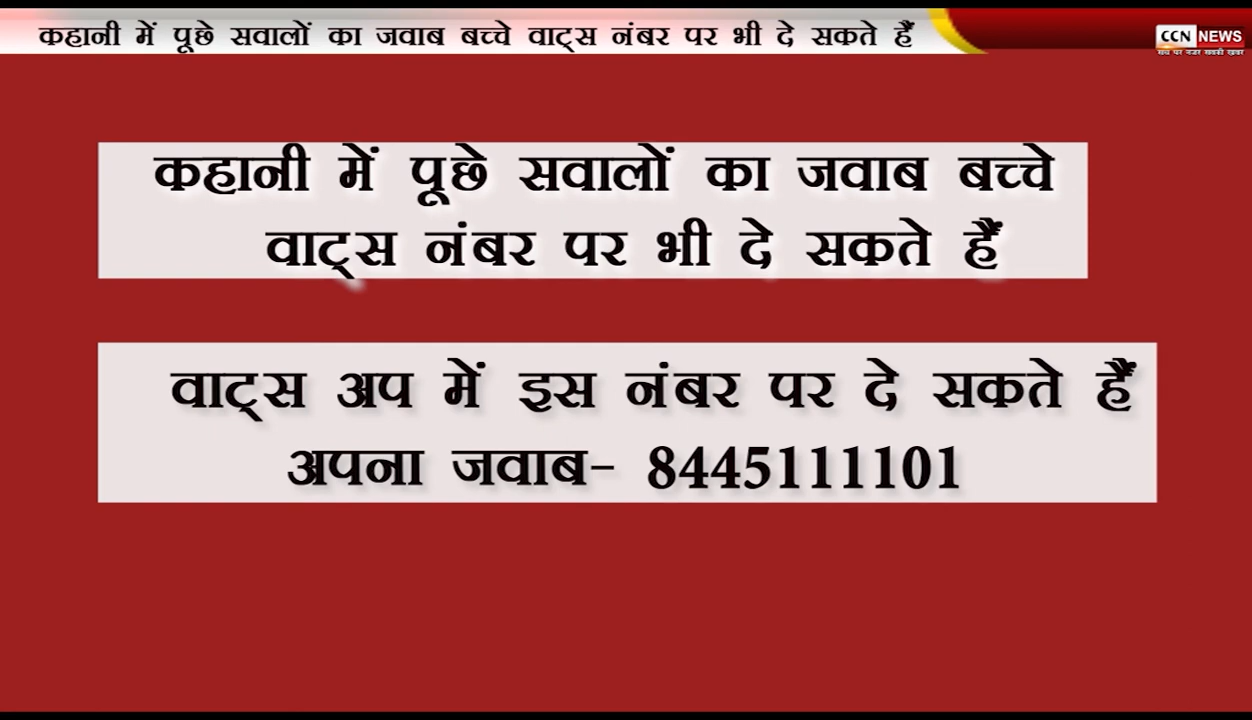 कहानी में पूछे सवालों का जवाब बच्चे वाट्स नंबर पर भी दे सकते हैं
CCN NEWS
कहानी में पूछे सवालों का जवाब बच्चे
वाट्स नंबर पर भी दे सकते हैं
वाट्स अप में इस नंबर पर दे सकते हैं
अपना जवाब- 8445111101